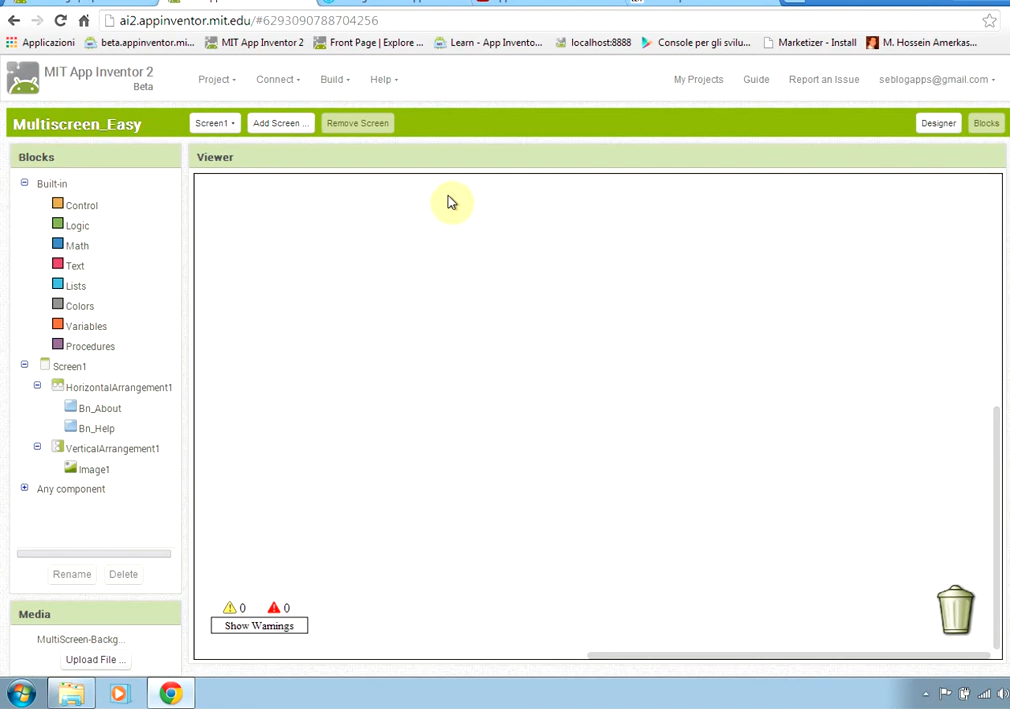 ai2.appinventor.mit.edu/#6293090788704256
Applicazioni beta.appinventor.mi... MIT App Inventor 2 Front Page | Explore ... Learn - App Invento... localhost:8888 Console per gli svilu... Marketizer - Install M. Hossein Amerkas...
MIT App Inventor 2
Beta
Project Connect Build Help My Projects Guide Report an Issue seblogapps@gmail.com
Multiscreen_Easy Screen1 Add Screen ... Remove Screen Designer Blocks
Blocks
Viewer
Built-in
Control
Logic
Math
Text
Lists
Colors
Variables
Procedures
Screen1
HorizontalArrangement1
Bn_About
Bn_Help
VerticalArrangement1
Image1
Any component
Rename Delete
0 0
Show Warnings
Media
MultiScreen-Backg...
Upload File ...